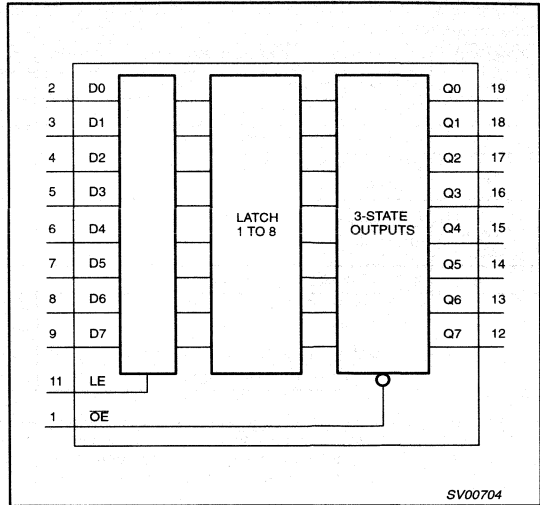 2 D0 Q0 19
3 D1 Q1 18
4 D2 Q2 17
5 D3 Q3 16
LATCH
1 TO 8
3-STATE
OUTPUTS
6 D4 Q4 15
7 D5 Q5 14
8 D6 Q6 13
9 D7 Q7 12
11 LE
1 O̅E̅
SV00704